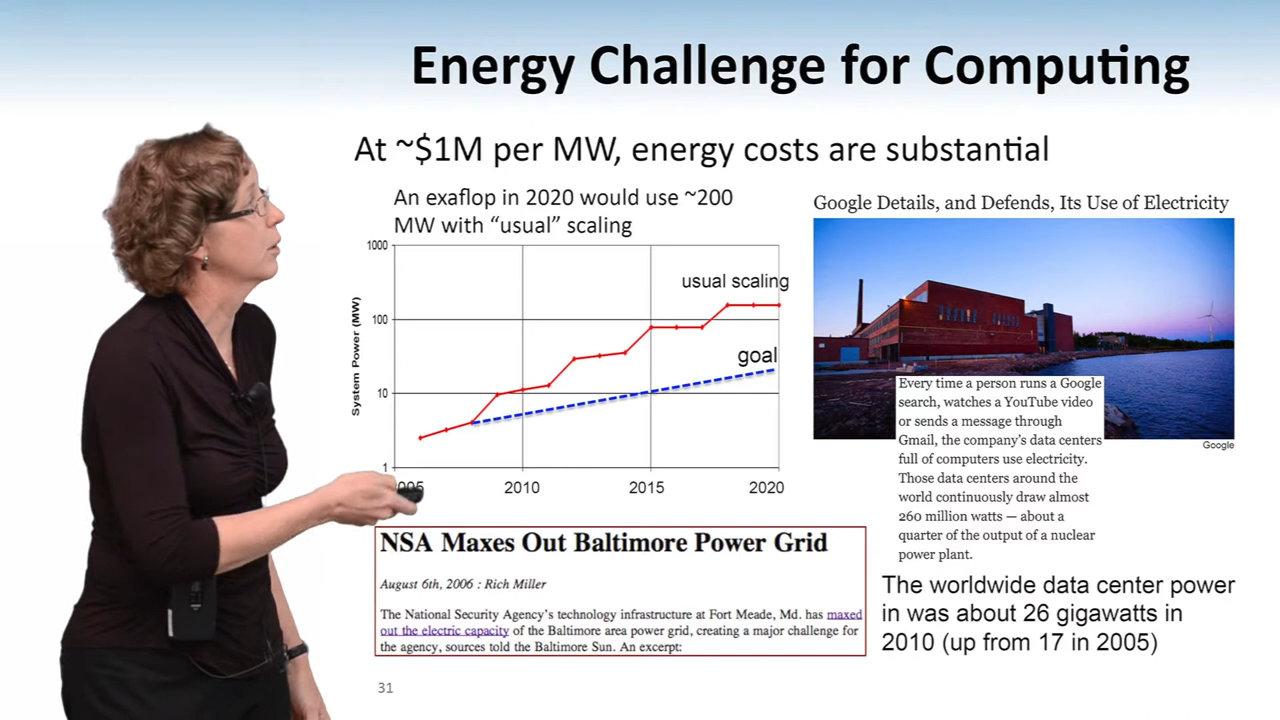 Energy Challenge for Computing
At ~$1M per MW, energy costs are substantial
An exaflop in 2020 would use ~200
MW with “usual” scaling
1000
100
10
1
System Power (MW)
usual scaling
goal
2005
2010
2015
2020
Google Details, and Defends, Its Use of Electricity
Every time a person runs a Google
search, watches a YouTube video
or sends a message through
Gmail, the company's data centers
full of computers use electricity.
Those data centers around the
world continuously draw almost
260 million watts — about a
quarter of the output of a nuclear
power plant.
Google
NSA Maxes Out Baltimore Power Grid
August 6th, 2006 : Rich Miller
The National Security Agency's technology infrastructure at Fort Meade, Md. has maxed
out the electric capacity of the Baltimore area power grid, creating a major challenge for
the agency, sources told the Baltimore Sun. An excerpt:
The worldwide data center power
in was about 26 gigawatts in
2010 (up from 17 in 2005)
31